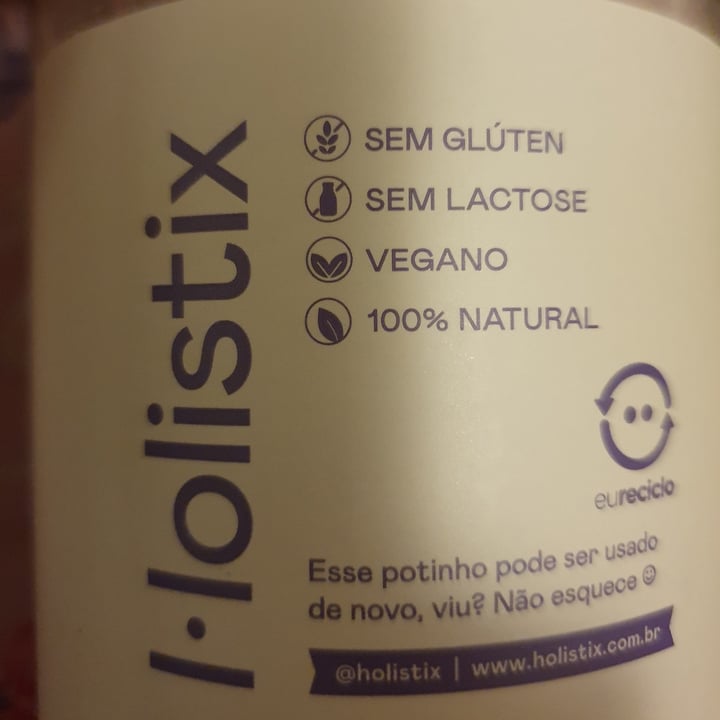 Holistix
SEM GLÚTEN
SEM LACTOSE
VEGANO
100% NATURAL
eureciclo
Esse potinho pode ser usado
de novo, viu? Não esquece ☺
@holistix | www.holistix.com.br